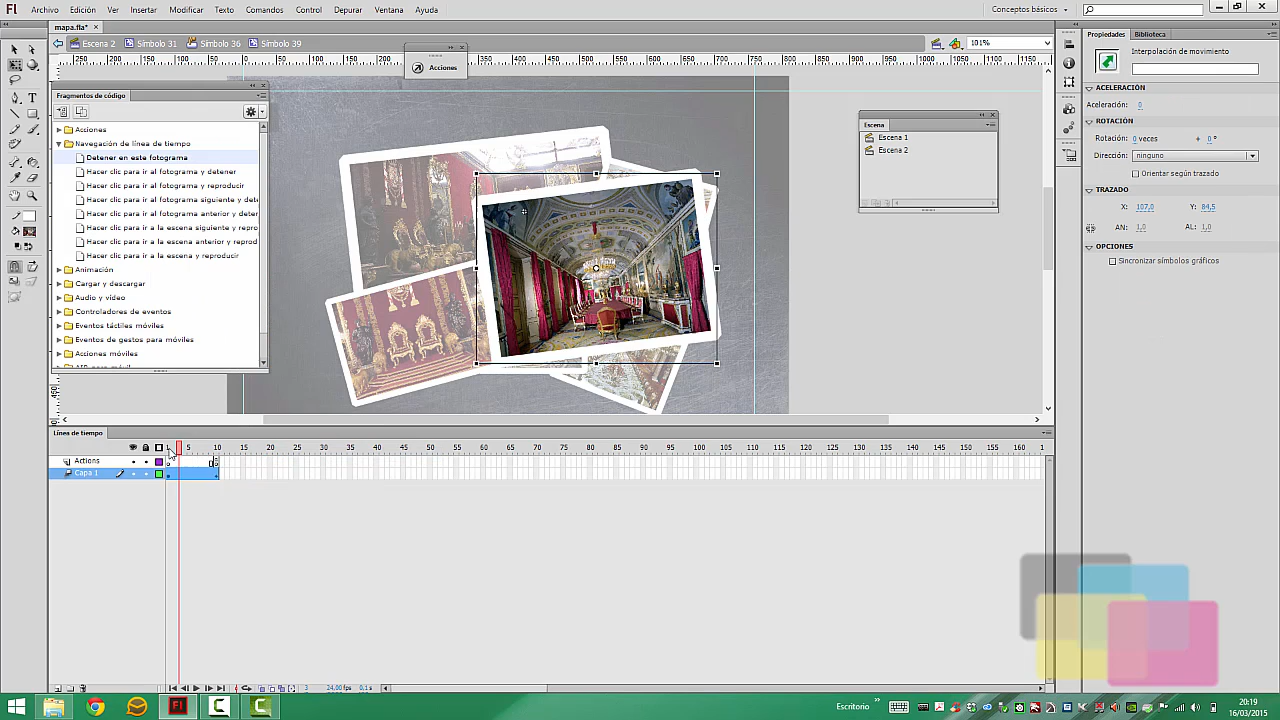 Fl Archivo Edición Ver Insertar Modificar Texto Comandos Control Depurar Ventana Ayuda Conceptos básicos
mapa.fla* ×
Escena 2 Símbolo 31 Símbolo 36 Símbolo 39 101%
Acciones
Fragmentos de código
Acciones
Navegación de línea de tiempo
Detener en este fotograma
Hacer clic para ir al fotograma y detener
Hacer clic para ir al fotograma y reproducir
Hacer clic para ir al fotograma siguiente y dete
Hacer clic para ir al fotograma anterior y deter
Hacer clic para ir a la escena siguiente y repro
Hacer clic para ir a la escena anterior y reprod
Hacer clic para ir a la escena y reproducir
Animación
Cargar y descargar
Audio y vídeo
Controladores de eventos
Eventos táctiles móviles
Eventos de gestos para móviles
Acciones móviles
Escena
Escena 1
Escena 2
Propiedades Biblioteca
Interpolación de movimiento
ACELERACIÓN
Aceleración: 0
ROTACIÓN
Rotación: 0 veces + 0°
Dirección: ninguno
Orientar según trazado
TRAZADO
X: 107,0 Y: 84,5
AN: 1,0 AL: 1,0
OPCIONES
Sincronizar símbolos gráficos
Línea de tiempo
1 5 10 15 20 25 30 35 40 45 50 55 60 65 70 75 80 85 90 95 100 105 110 115 120 125 130 135 140 145 150 155 160 1
Actions
Capa 1
3 24,00 fps 0,1 s
Escritorio
20:19
16/03/2015